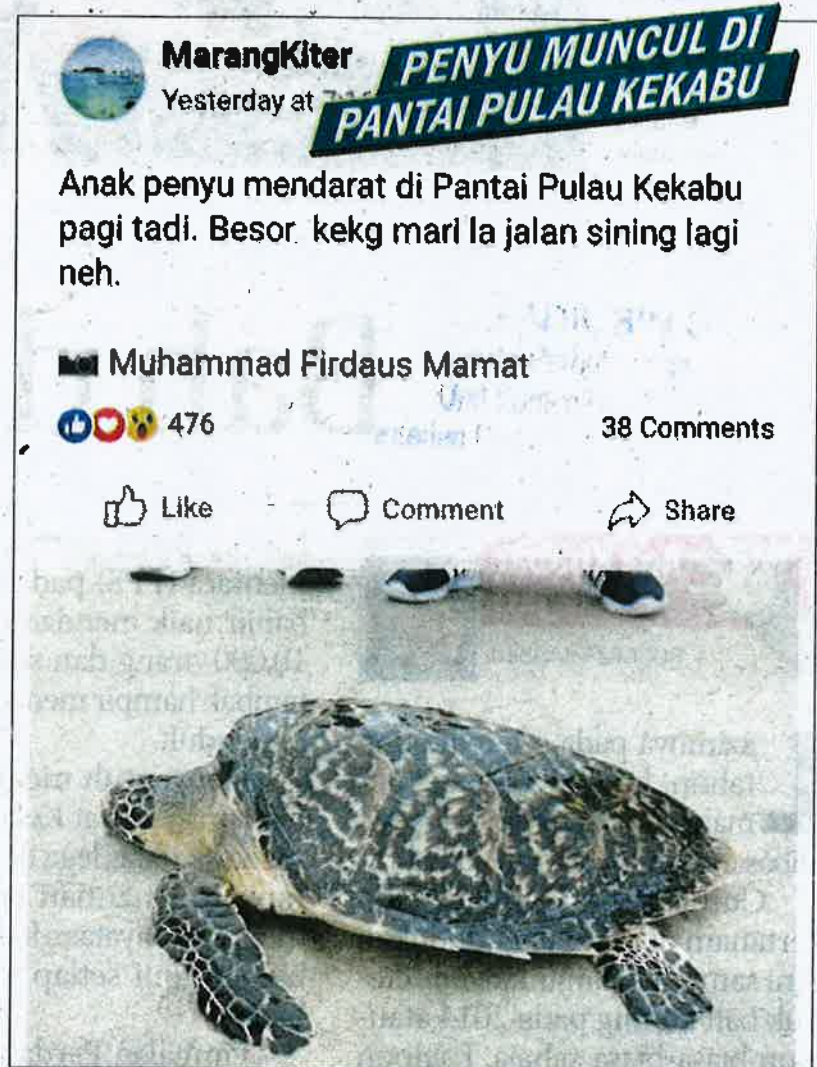 MarangKiter
Yesterday at
PENYU MUNCUL DI
PANTAI PULAU KEKABU
Anak penyu mendarat di Pantai Pulau Kekabu
pagi tadi. Besor kekg mari la jalan sining lagi
neh.
Muhammad Firdaus Mamat
476
38 Comments
Like
Comment
Share